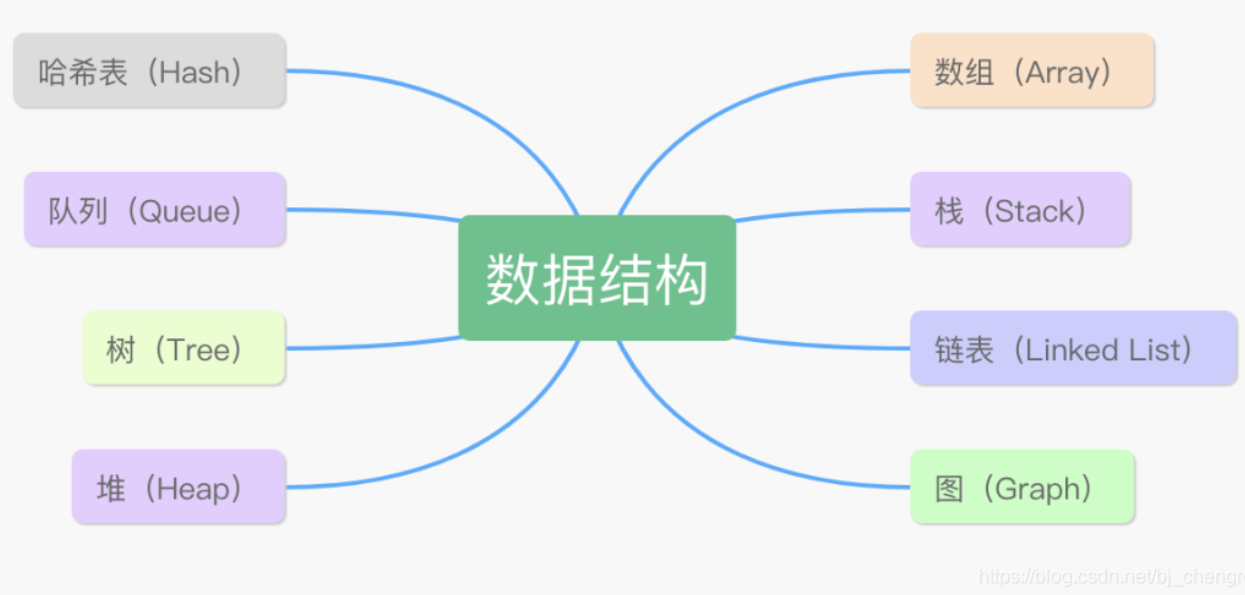 哈希表（Hash）
数组（Array）
队列（Queue）
栈（Stack）
数据结构
树（Tree）
链表（Linked List）
堆（Heap）
图（Graph）
https://blog.csdn.net/bj_chengr